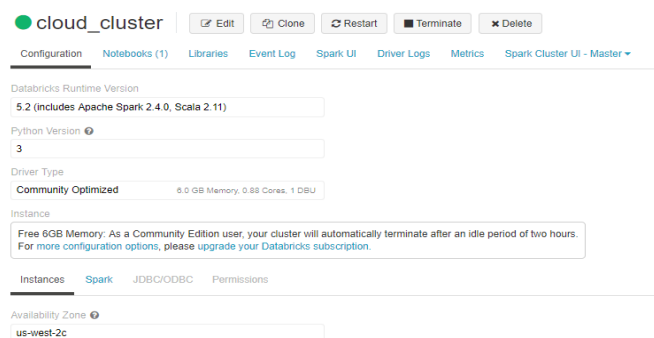 cloud_cluster Edit Clone Restart Terminate Delete
Configuration Notebooks (1) Libraries Event Log Spark UI Driver Logs Metrics Spark Cluster UI - Master
Databricks Runtime Version
5.2 (includes Apache Spark 2.4.0, Scala 2.11)
Python Version
3
Driver Type
Community Optimized 6.0 GB Memory, 0.88 Cores, 1 DBU
Instance
Free 6GB Memory: As a Community Edition user, your cluster will automatically terminate after an idle period of two hours.
For more configuration options, please upgrade your Databricks subscription.
Instances Spark JDBC/ODBC Permissions
Availability Zone
us-west-2c